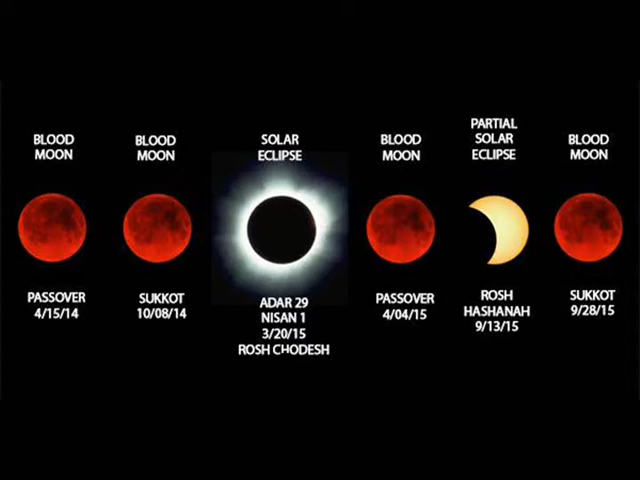 BLOOD
MOON
PASSOVER
4/15/14
BLOOD
MOON
SUKKOT
10/08/14
SOLAR
ECLIPSE
ADAR 29
NISAN 1
3/20/15
ROSH CHODESH
BLOOD
MOON
PASSOVER
4/04/15
PARTIAL
SOLAR
ECLIPSE
ROSH
HASHANAH
9/13/15
BLOOD
MOON
SUKKOT
9/28/15